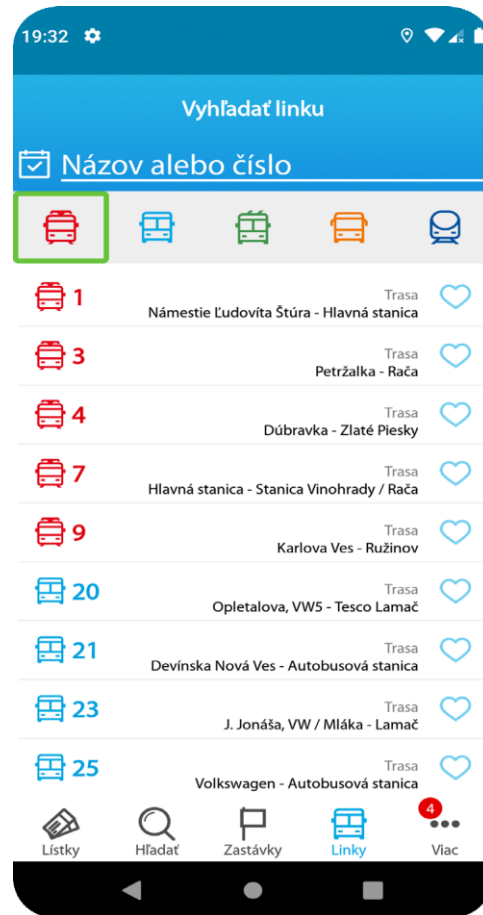 19:32
Vyhľadať linku
Názov alebo číslo
1 Trasa
Námestie Ľudovíta Štúra - Hlavná stanica
3 Trasa
Petržalka - Rača
4 Trasa
Dúbravka - Zlaté Piesky
7 Trasa
Hlavná stanica - Stanica Vinohrady / Rača
9 Trasa
Karlova Ves - Ružinov
20 Trasa
Opletalova, VW5 - Tesco Lamač
21 Trasa
Devínska Nová Ves - Autobusová stanica
23 Trasa
J. Jonáša, VW / Mláka - Lamač
25 Trasa
Volkswagen - Autobusová stanica
4
Lístky Hľadať Zastávky Linky Viac